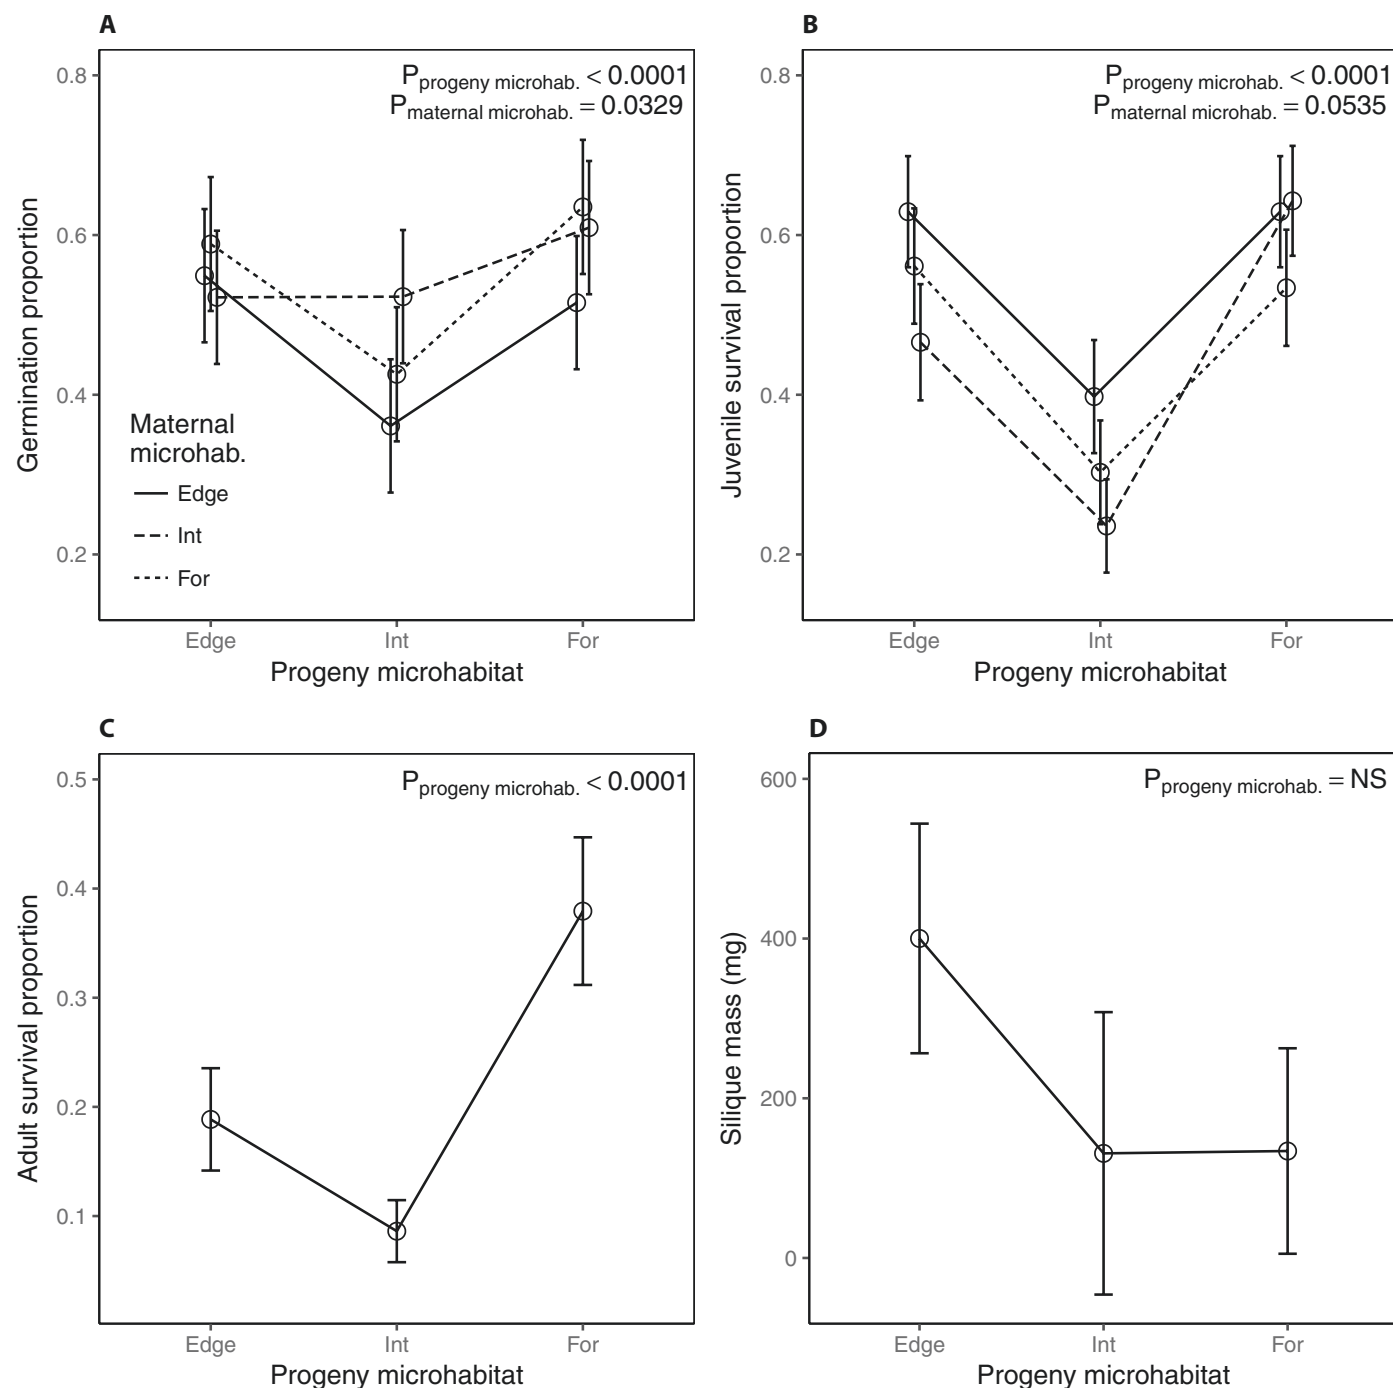 A
P progeny microhab. < 0.0001
P maternal microhab. = 0.0329
Germination proportion
0.8
0.6
0.4
0.2
Maternal
microhab.
Edge
Int
For
Edge Int For
Progeny microhabitat
B
P progeny microhab. < 0.0001
P maternal microhab. = 0.0535
Juvenile survival proportion
0.8
0.6
0.4
0.2
Edge Int For
Progeny microhabitat
C
P progeny microhab. < 0.0001
Adult survival proportion
0.5
0.4
0.3
0.2
0.1
Edge Int For
Progeny microhabitat
D
P progeny microhab. = NS
Silique mass (mg)
600
400
200
0
Edge Int For
Progeny microhabitat